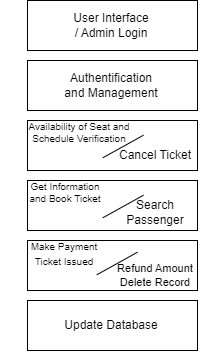 User Interface
/ Admin Login
Authentification
and Management
Availability of Seat and
Schedule Verification
Cancel Ticket
Get Information
and Book Ticket
Search
Passenger
Make Payment
Ticket Issued
Refund Amount
Delete Record
Update Database